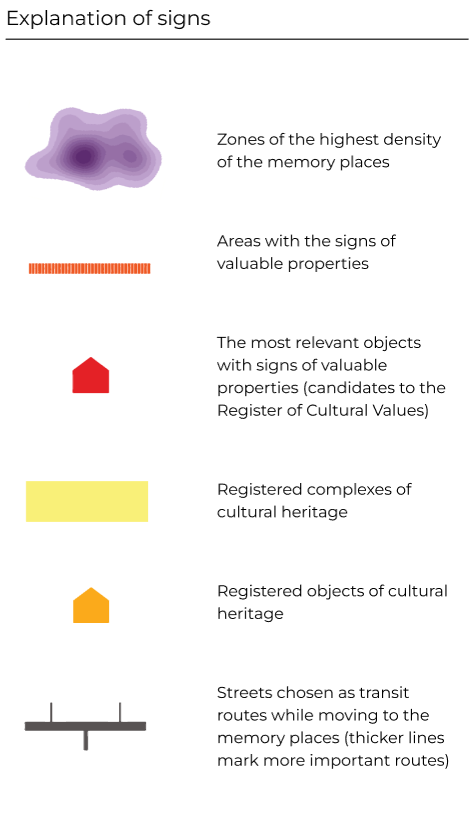 Explanation of signs
Zones of the highest density
of the memory places
Areas with the signs of
valuable properties
The most relevant objects
with signs of valuable
properties (candidates to the
Register of Cultural Values)
Registered complexes of
cultural heritage
Registered objects of cultural
heritage
Streets chosen as transit
routes while moving to the
memory places (thicker lines
mark more important routes)